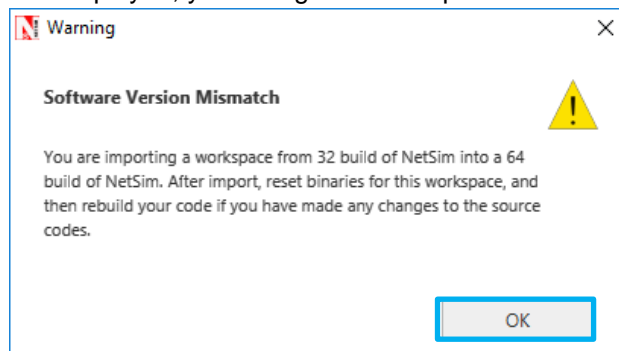 Warning
Software Version Mismatch
You are importing a workspace from 32 build of NetSim into a 64
build of NetSim. After import, reset binaries for this workspace, and
then rebuild your code if you have made any changes to the source
codes.
OK